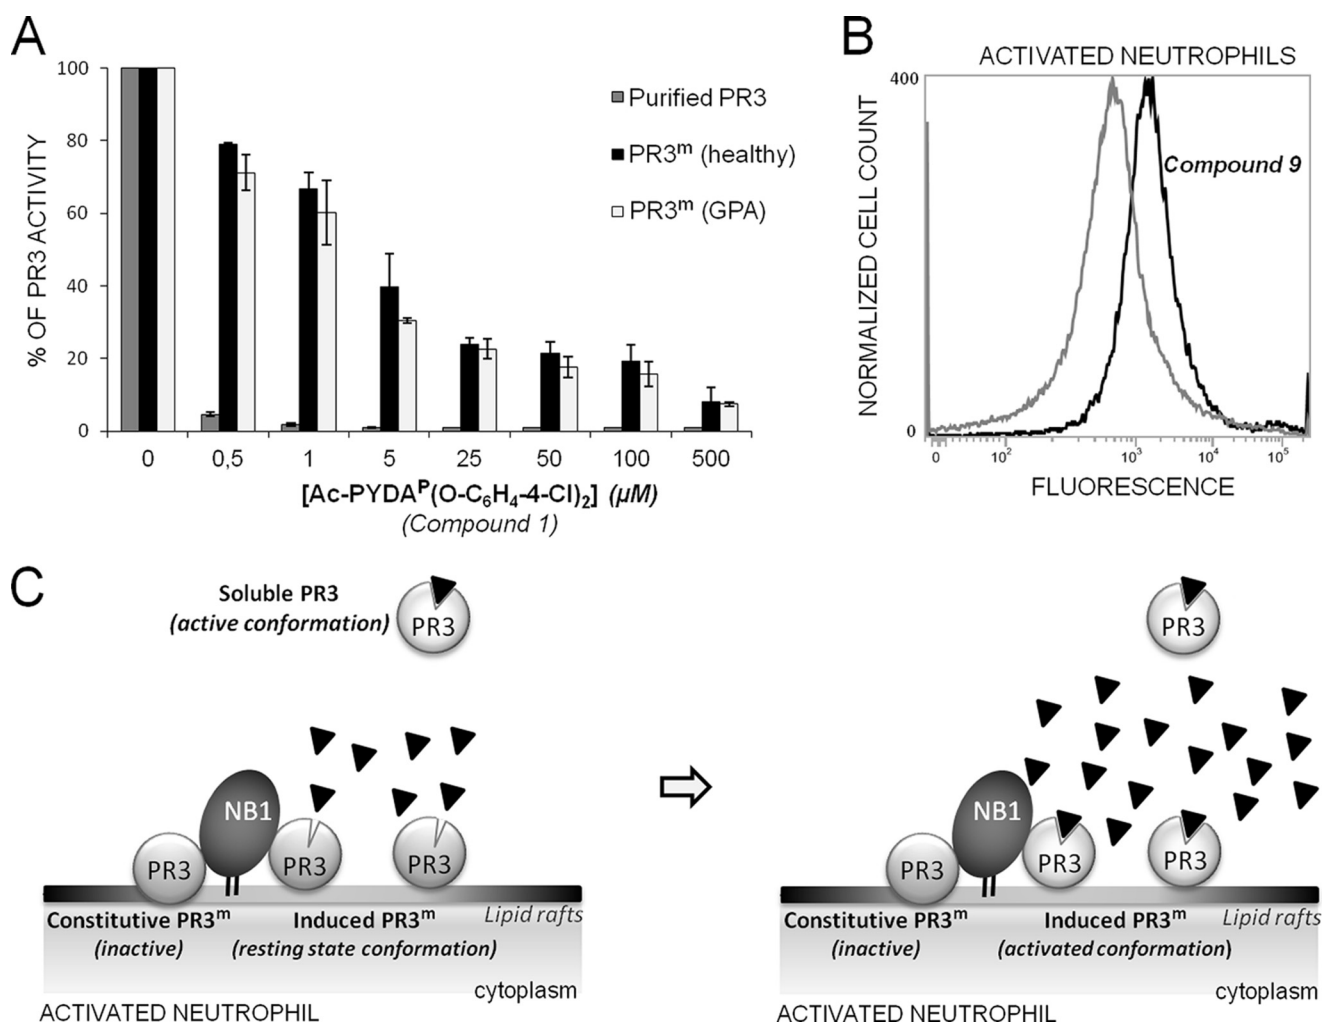 A
100
80
60
40
20
0
% OF PR3 ACTIVITY
Purified PR3
PR3ᵐ (healthy)
PR3ᵐ (GPA)
0 0,5 1 5 25 50 100 500
[Ac-PYDAᴾ(O-C₆H₄-4-Cl)₂] (µM)
(Compound 1)
B
ACTIVATED NEUTROPHILS
400
0
NORMALIZED CELL COUNT
Compound 9
0 10² 10³ 10⁴ 10⁵
FLUORESCENCE
C
Soluble PR3
(active conformation)
PR3
NB1
PR3 PR3 PR3
Constitutive PR3ᵐ Induced PR3ᵐ Lipid rafts
(inactive) (resting state conformation)
cytoplasm
ACTIVATED NEUTROPHIL
PR3
NB1
PR3 PR3 PR3
Constitutive PR3ᵐ Induced PR3ᵐ Lipid rafts
(inactive) (activated conformation)
cytoplasm
ACTIVATED NEUTROPHIL